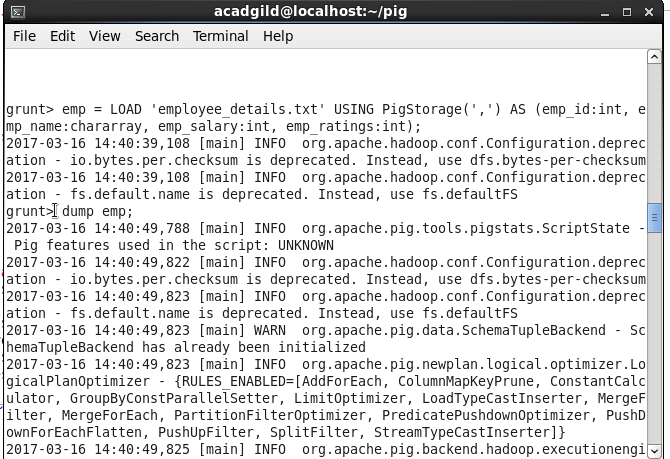 acadgild@localhost:~/pig
File Edit View Search Terminal Help
grunt> emp = LOAD 'employee_details.txt' USING PigStorage(',') AS (emp_id:int, e
mp_name:chararray, emp_salary:int, emp_ratings:int);
2017-03-16 14:40:39,108 [main] INFO  org.apache.hadoop.conf.Configuration.deprec
ation - io.bytes.per.checksum is deprecated. Instead, use dfs.bytes-per-checksum
2017-03-16 14:40:39,108 [main] INFO  org.apache.hadoop.conf.Configuration.deprec
ation - fs.default.name is deprecated. Instead, use fs.defaultFS
grunt> dump emp;
2017-03-16 14:40:49,788 [main] INFO  org.apache.pig.tools.pigstats.ScriptState -
 Pig features used in the script: UNKNOWN
2017-03-16 14:40:49,822 [main] INFO  org.apache.hadoop.conf.Configuration.deprec
ation - io.bytes.per.checksum is deprecated. Instead, use dfs.bytes-per-checksum
2017-03-16 14:40:49,823 [main] INFO  org.apache.hadoop.conf.Configuration.deprec
ation - fs.default.name is deprecated. Instead, use fs.defaultFS
2017-03-16 14:40:49,823 [main] WARN  org.apache.pig.data.SchemaTupleBackend - Sc
hemaTupleBackend has already been initialized
2017-03-16 14:40:49,823 [main] INFO  org.apache.pig.newplan.logical.optimizer.Lo
gicalPlanOptimizer - {RULES_ENABLED=[AddForEach, ColumnMapKeyPrune, ConstantCalc
ulator, GroupByConstParallelSetter, LimitOptimizer, LoadTypeCastInserter, MergeF
ilter, MergeForEach, PartitionFilterOptimizer, PredicatePushdownOptimizer, PushD
ownForEachFlatten, PushUpFilter, SplitFilter, StreamTypeCastInserter]}
2017-03-16 14:40:49,825 [main] INFO  org.apache.pig.backend.hadoop.executionengi